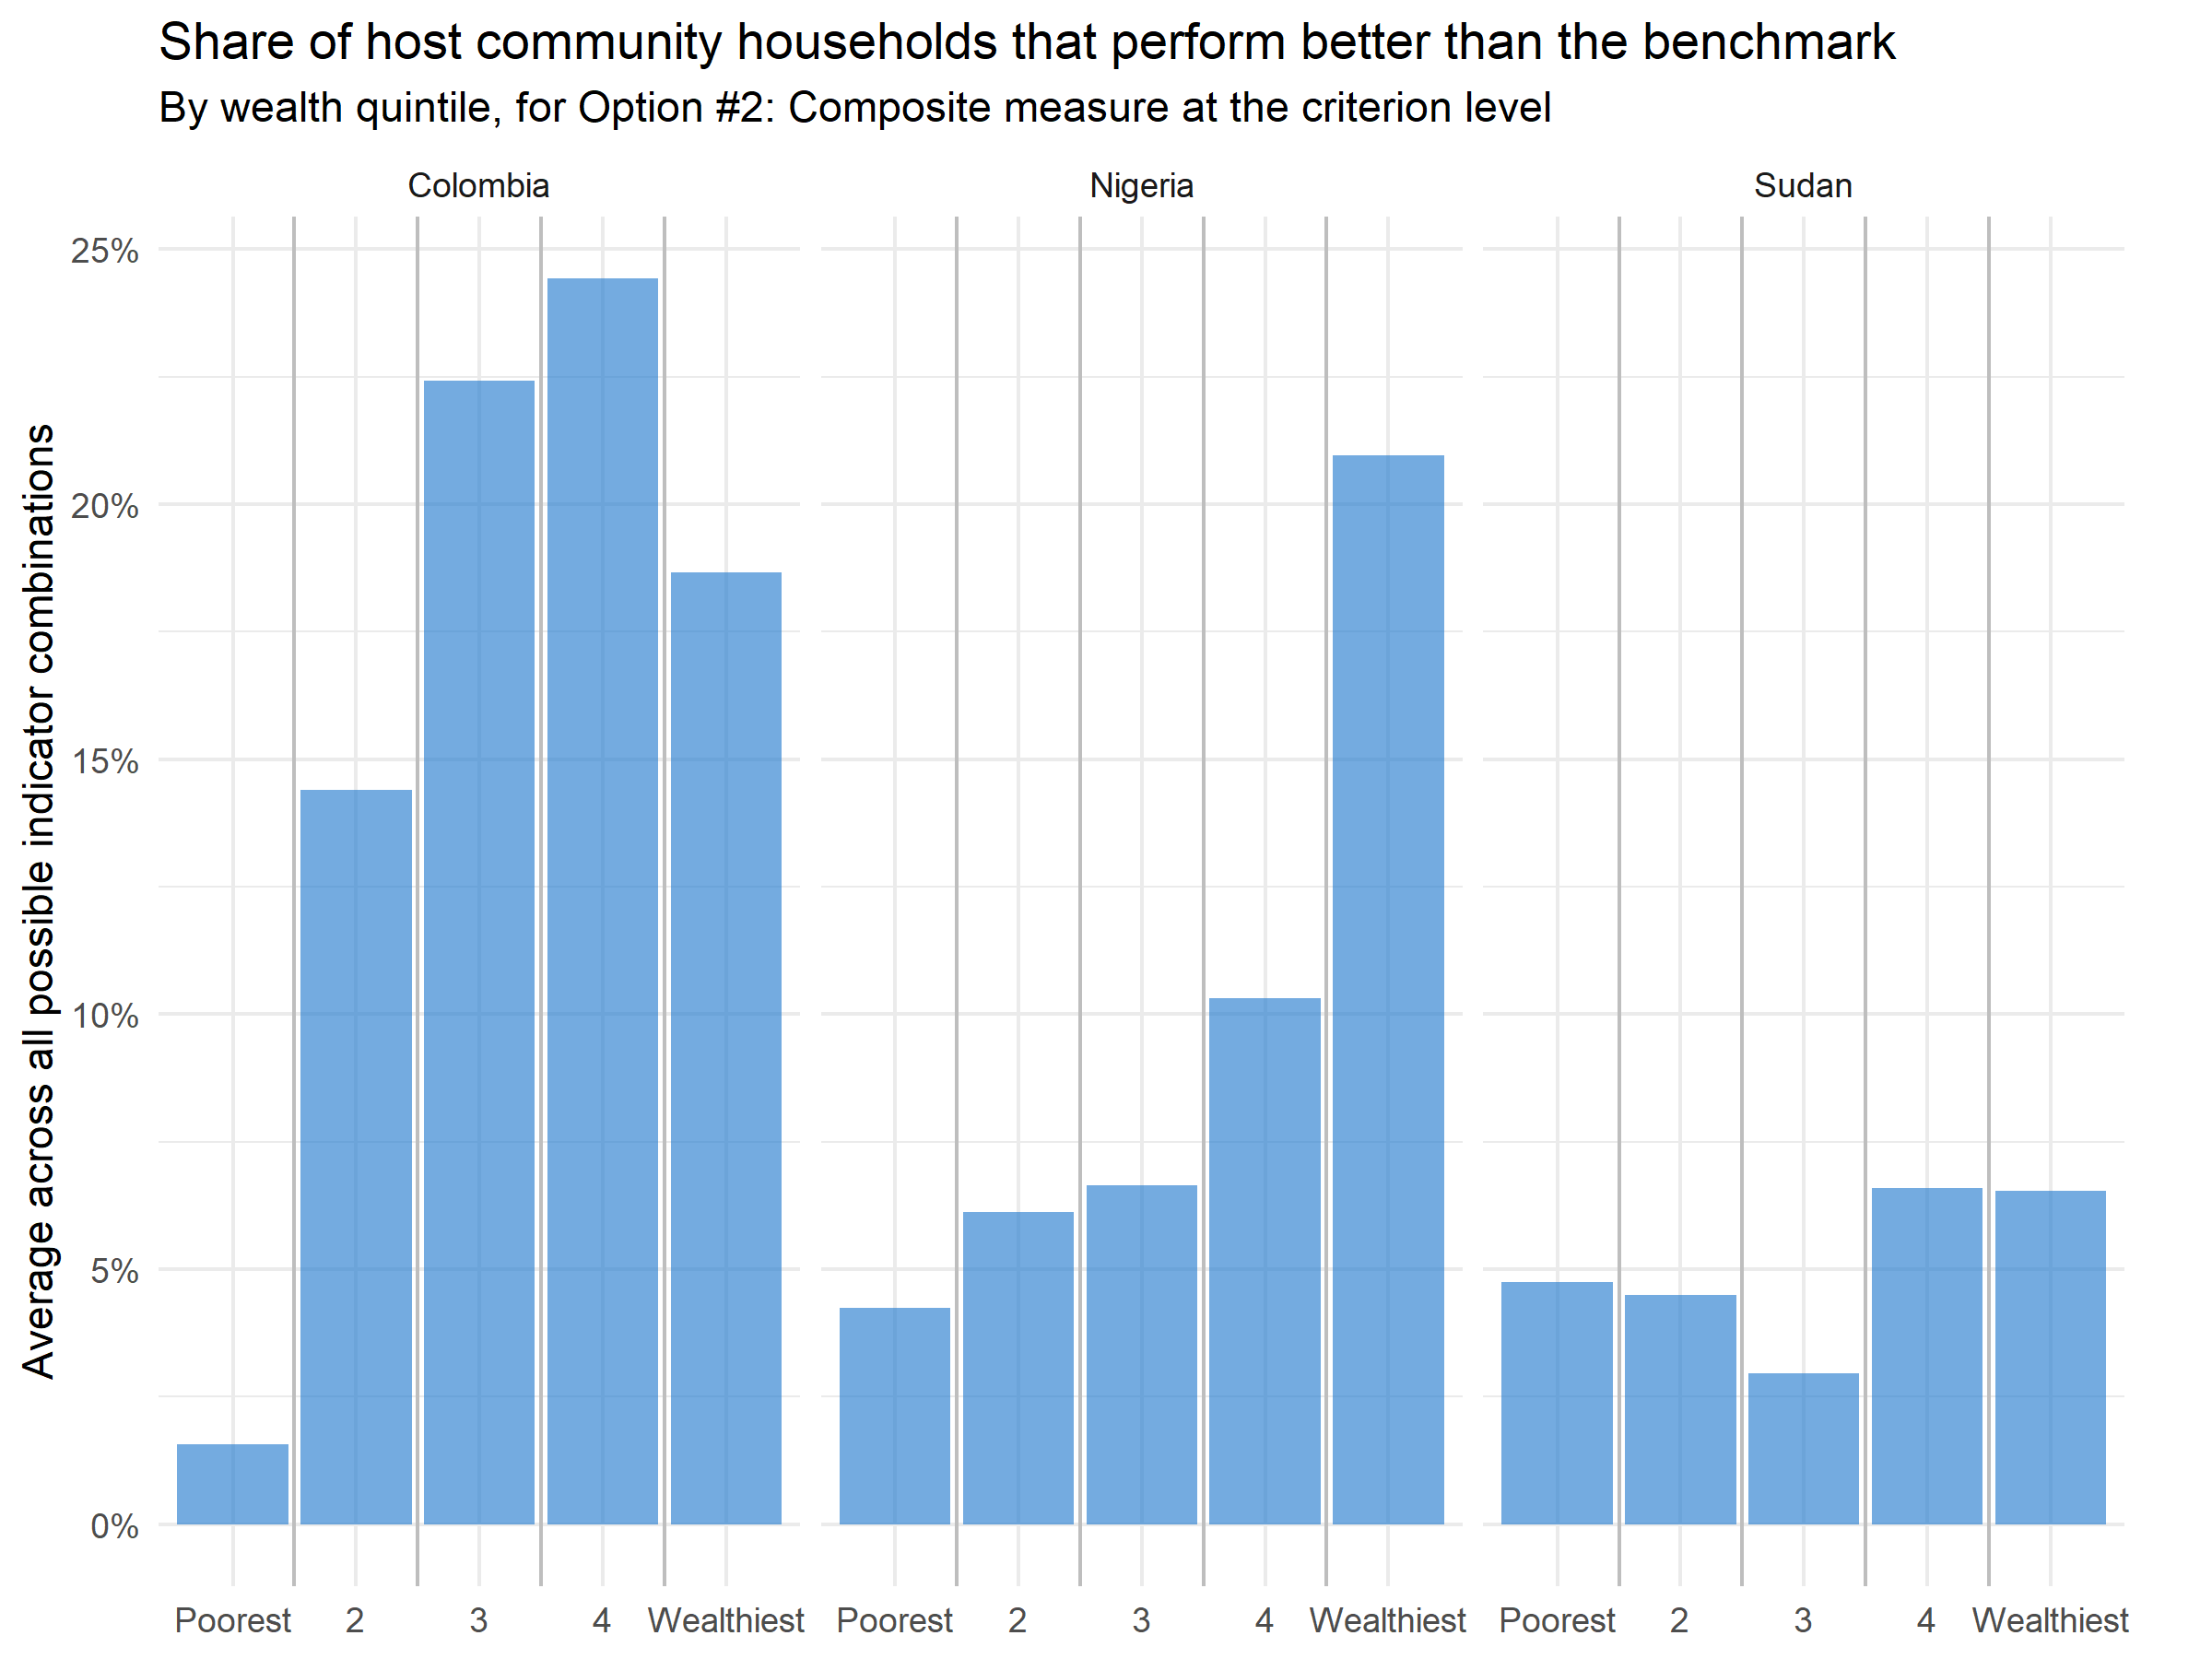 Share of host community households that perform better than the benchmark
By wealth quintile, for Option #2: Composite measure at the criterion level
Colombia
Nigeria
Sudan
Average across all possible indicator combinations
25%
20%
15%
10%
5%
0%
Poorest 2 3 4 Wealthiest
Poorest 2 3 4 Wealthiest
Poorest 2 3 4 Wealthiest